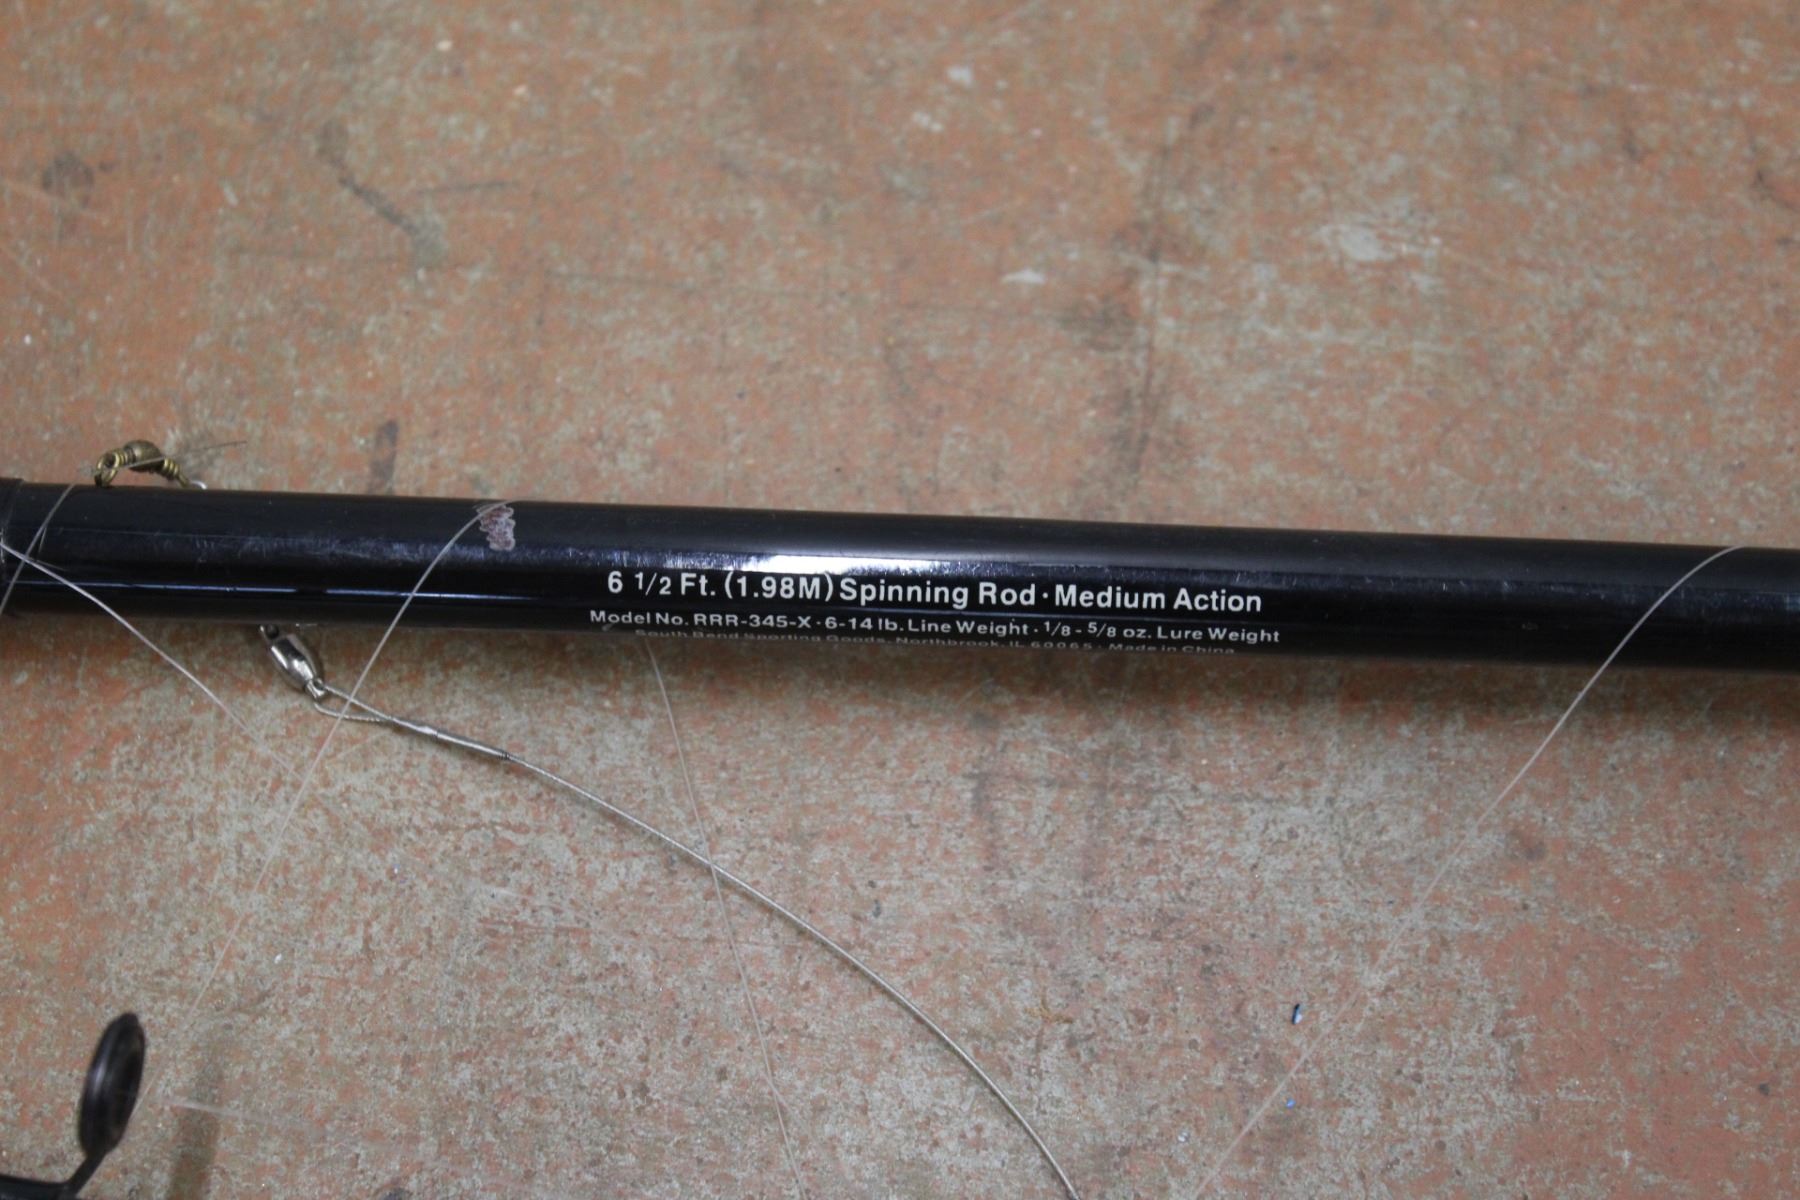 6 1/2 Ft. (1.98M) Spinning Rod · Medium Action
Model No. RRR-345-X · 6-14 lb. Line Weight · 1/8 - 5/8 oz. Lure Weight
South Bend Sporting Goods, Northbrook, IL 60065 · Made in China